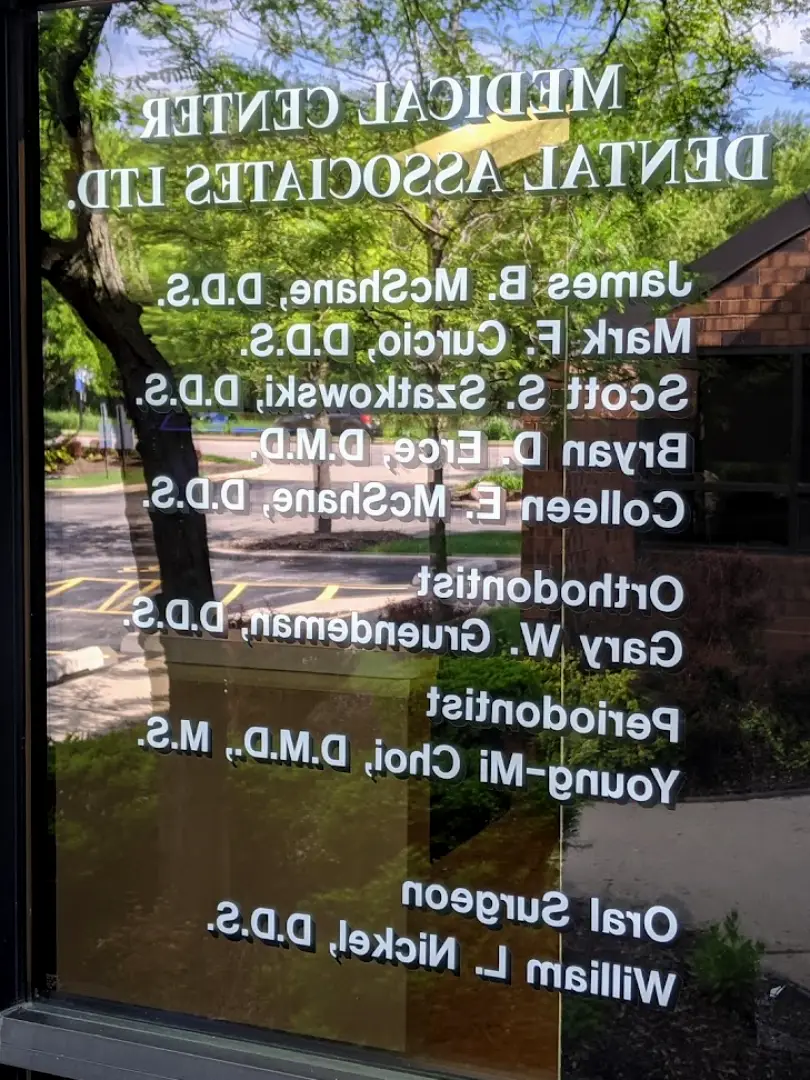 MEDICAL CENTER
DENTAL ASSOCIATES LTD.
James B. McShane, D.D.S.
Mark F. Curcio, D.D.S.
Scott S. Szatkowski, D.D.S.
Bryan D. Erce, D.M.D.
Colleen E. McShane, D.D.S.
Orthodontist
Gary W. Gruendeman, D.D.S.
Periodontist
Young-Mi Choi, D.M.D., M.S.
Oral Surgeon
William L. Nickel, D.D.S.